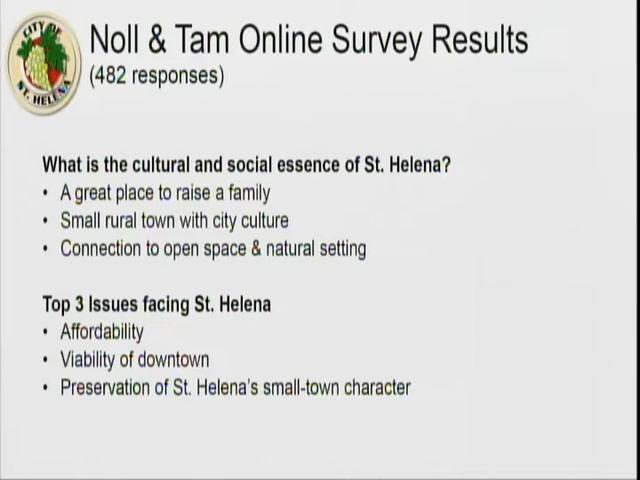 CITY OF
ST. HELENA
Noll & Tam Online Survey Results
(482 responses)
What is the cultural and social essence of St. Helena?
• A great place to raise a family
• Small rural town with city culture
• Connection to open space & natural setting
Top 3 Issues facing St. Helena
• Affordability
• Viability of downtown
• Preservation of St. Helena's small-town character